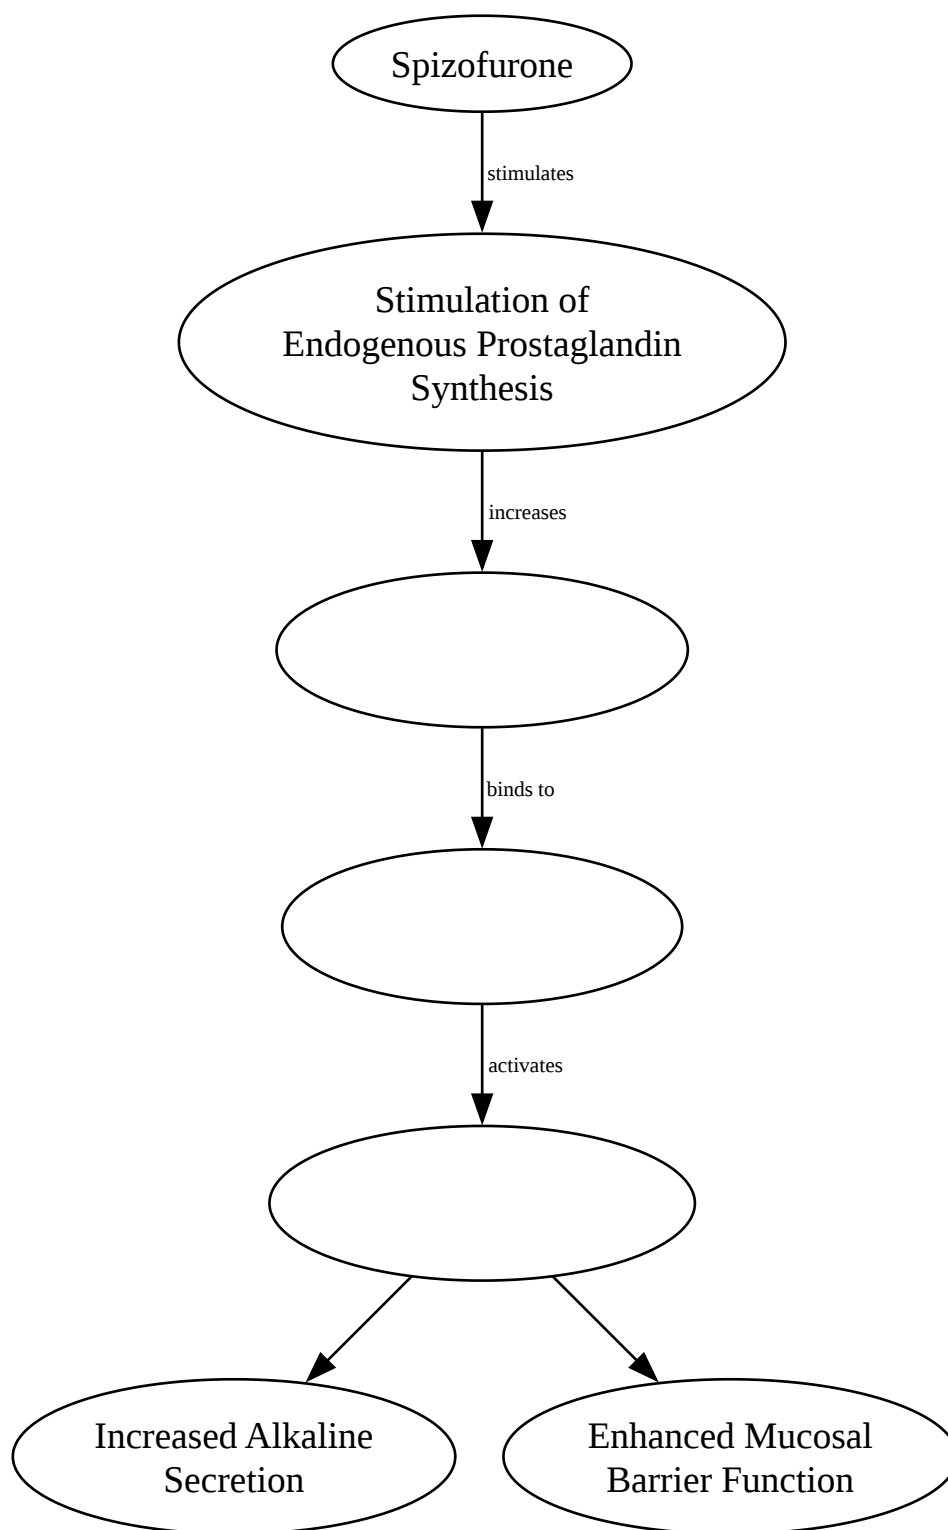 Spizofurone
stimulates
Stimulation of
Endogenous Prostaglandin
Synthesis
increases
binds to
activates
Increased Alkaline
Secretion
Enhanced Mucosal
Barrier Function